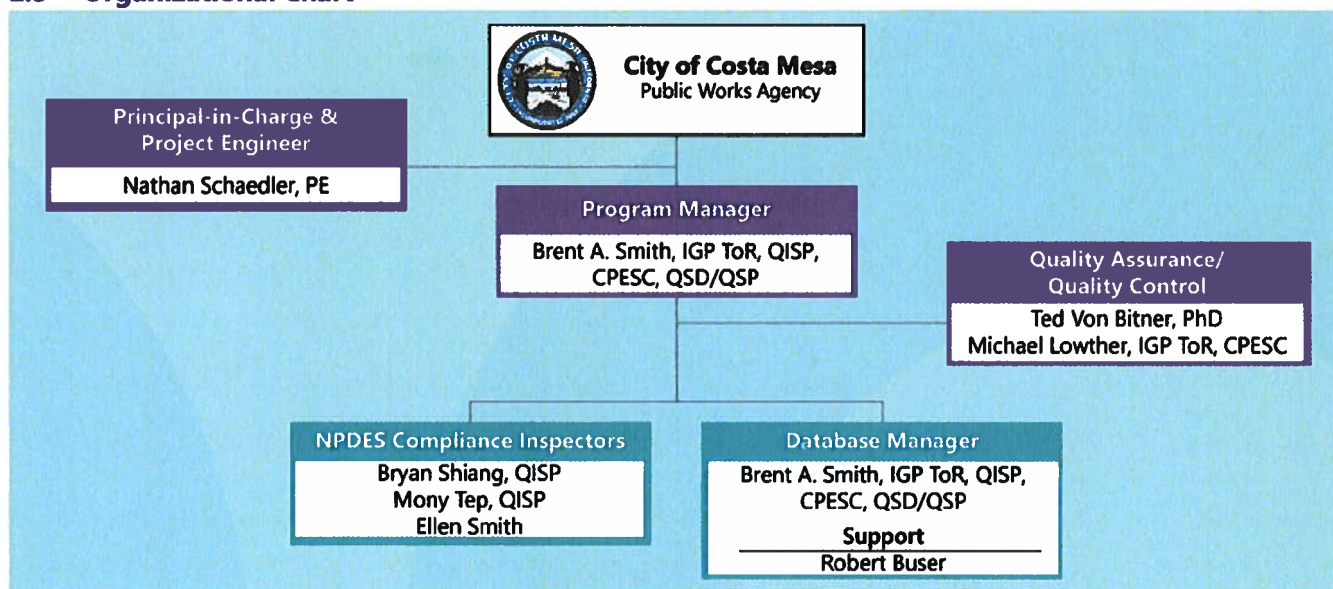 City of Costa Mesa
Public Works Agency
Principal-in-Charge &
Project Engineer
Nathan Schaedler, PE
Program Manager
Brent A. Smith, IGP ToR, QISP,
CPESC, QSD/QSP
Quality Assurance/
Quality Control
Ted Von Bitner, PhD
Michael Lowther, IGP ToR, CPESC
NPDES Compliance Inspectors
Bryan Shiang, QISP
Mony Tep, QISP
Ellen Smith
Database Manager
Brent A. Smith, IGP ToR, QISP,
CPESC, QSD/QSP
Support
Robert Buser